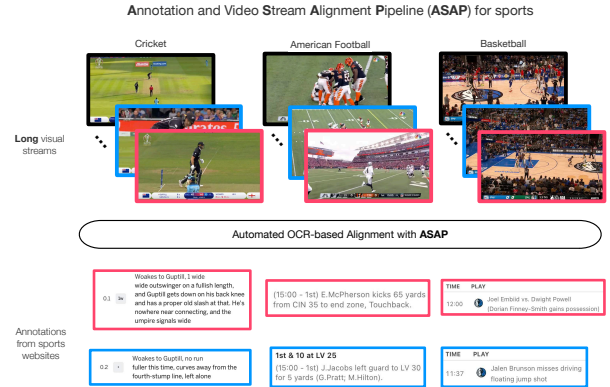 Annotation and Video Stream Alignment Pipeline (ASAP) for sports
Cricket
American Football
Basketball
Long visual
streams
Automated OCR-based Alignment with ASAP
Annotations
from sports
websites
0.1
1w
Woakes to Guptill, 1 wide
wide outswinger on a fullish length,
and Guptill gets down on his back knee
and has a proper old slash at that. He's
nowhere near connecting, and the
umpire signals wide
(15:00 - 1st) E.McPherson kicks 65 yards
from CIN 35 to end zone, Touchback.
TIME PLAY
12:00
Joel Embiid vs. Dwight Powell
(Dorian Finney-Smith gains possession)
0.2
Woakes to Guptill, no run
fuller this time, curves away from the
fourth-stump line, left alone
1st & 10 at LV 25
(15:00 - 1st) J.Jacobs left guard to LV 30
for 5 yards (G.Pratt; M.Hilton).
TIME PLAY
11:37
Jalen Brunson misses driving
floating jump shot